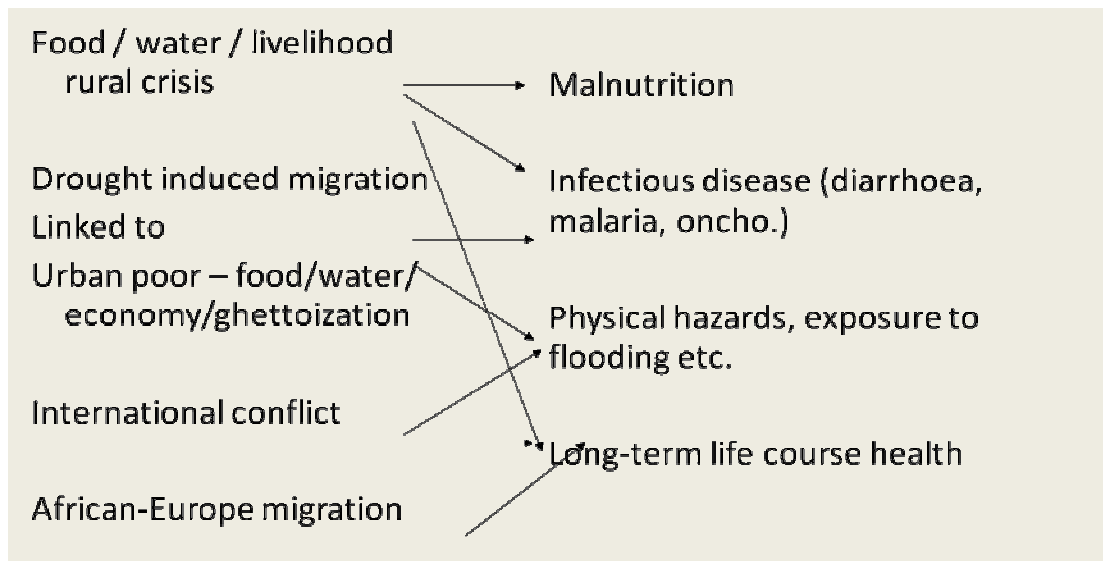 Food / water / livelihood
rural crisis
Drought induced migration
Linked to
Urban poor – food/water/
economy/ghettoization
International conflict
African-Europe migration
Malnutrition
Infectious disease (diarrhoea,
malaria, oncho.)
Physical hazards, exposure to
flooding etc.
Long-term life course health